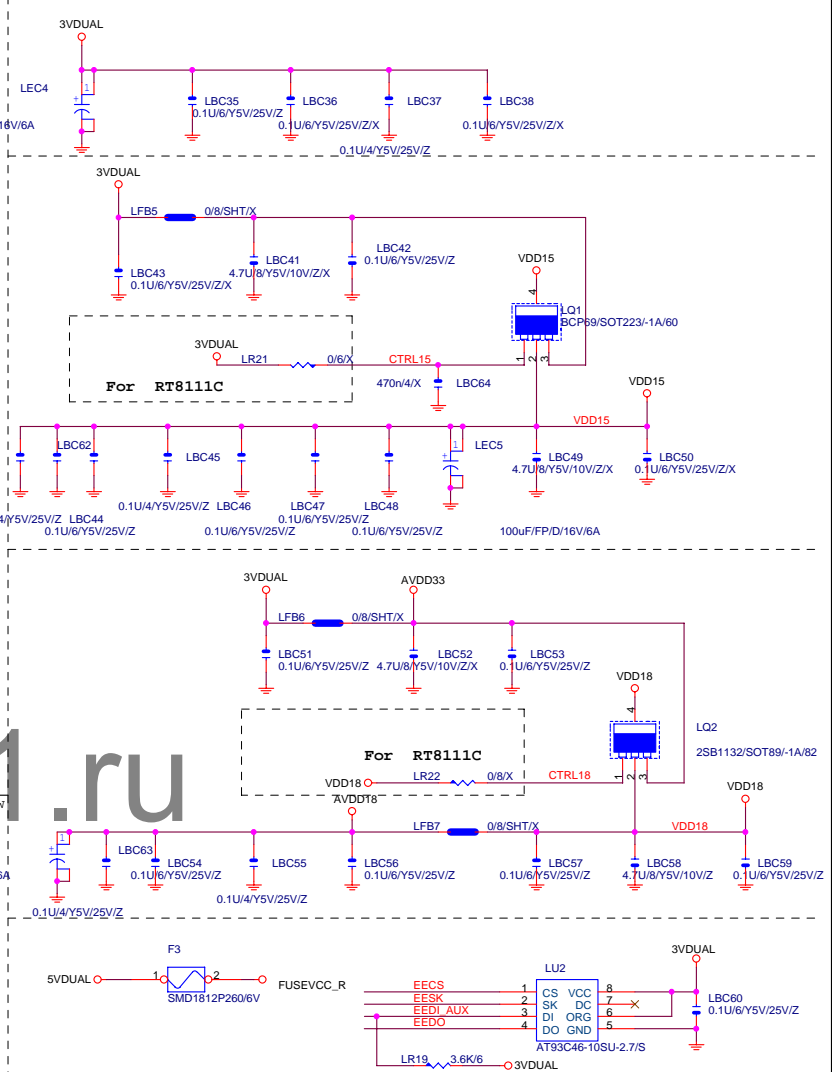 3VDUAL
LEC4
1
+
16V/6A
LBC35
0.1U/6/Y5V/25V/Z
LBC36
0.1U/6/Y5V/25V/Z/X
LBC37
0.1U/4/Y5V/25V/Z
LBC38
0.1U/6/Y5V/25V/Z/X
3VDUAL
LFB5
0/8/SHT/X
LBC43
0.1U/6/Y5V/25V/Z/X
LBC41
4.7U/8/Y5V/10V/Z/X
LBC42
0.1U/6/Y5V/25V/Z
VDD15
4
LQ1
BCP69/SOT223/-1A/60
1
2
3
3VDUAL
LR21
0/6/X
CTRL15
For RT8111C
470n/4/X
LBC64
VDD15
VDD15
LBC62
LBC45
1
+
LEC5
LBC49
4.7U/8/Y5V/10V/Z/X
LBC50
0.1U/6/Y5V/25V/Z/X
4/Y5V/25V/Z
LBC44
0.1U/6/Y5V/25V/Z
0.1U/4/Y5V/25V/Z
LBC46
0.1U/6/Y5V/25V/Z
LBC47
0.1U/6/Y5V/25V/Z
LBC48
0.1U/6/Y5V/25V/Z
100uF/FP/D/16V/6A
3VDUAL
AVDD33
LFB6
0/8/SHT/X
LBC51
0.1U/6/Y5V/25V/Z
LBC52
4.7U/8/Y5V/10V/Z/X
LBC53
0.1U/6/Y5V/25V/Z
VDD18
4
LQ2
2SB1132/SOT89/-1A/82
1
2
3
For RT8111C
VDD18
LR22
0/8/X
CTRL18
1.ru
w
AVDD18
LFB7
0/8/SHT/X
VDD18
VDD18
1
+
6A
0.1U/4/Y5V/25V/Z
LBC63
LBC54
0.1U/6/Y5V/25V/Z
LBC55
0.1U/4/Y5V/25V/Z
LBC56
0.1U/6/Y5V/25V/Z
LBC57
0.1U/6/Y5V/25V/Z
LBC58
4.7U/8/Y5V/10V/Z
LBC59
0.1U/6/Y5V/25V/Z
F3
5VDUAL
1
2
FUSEVCC_R
SMD1812P260/6V
LU2
3VDUAL
EECS 1 CS VCC 8
EESK 2 SK DC 7
EEDI_AUX 3 DI ORG 6
EEDO 4 DO GND 5
AT93C46-10SU-2.7/S
LBC60
0.1U/6/Y5V/25V/Z
LR19
3.6K/6
3VDUAL